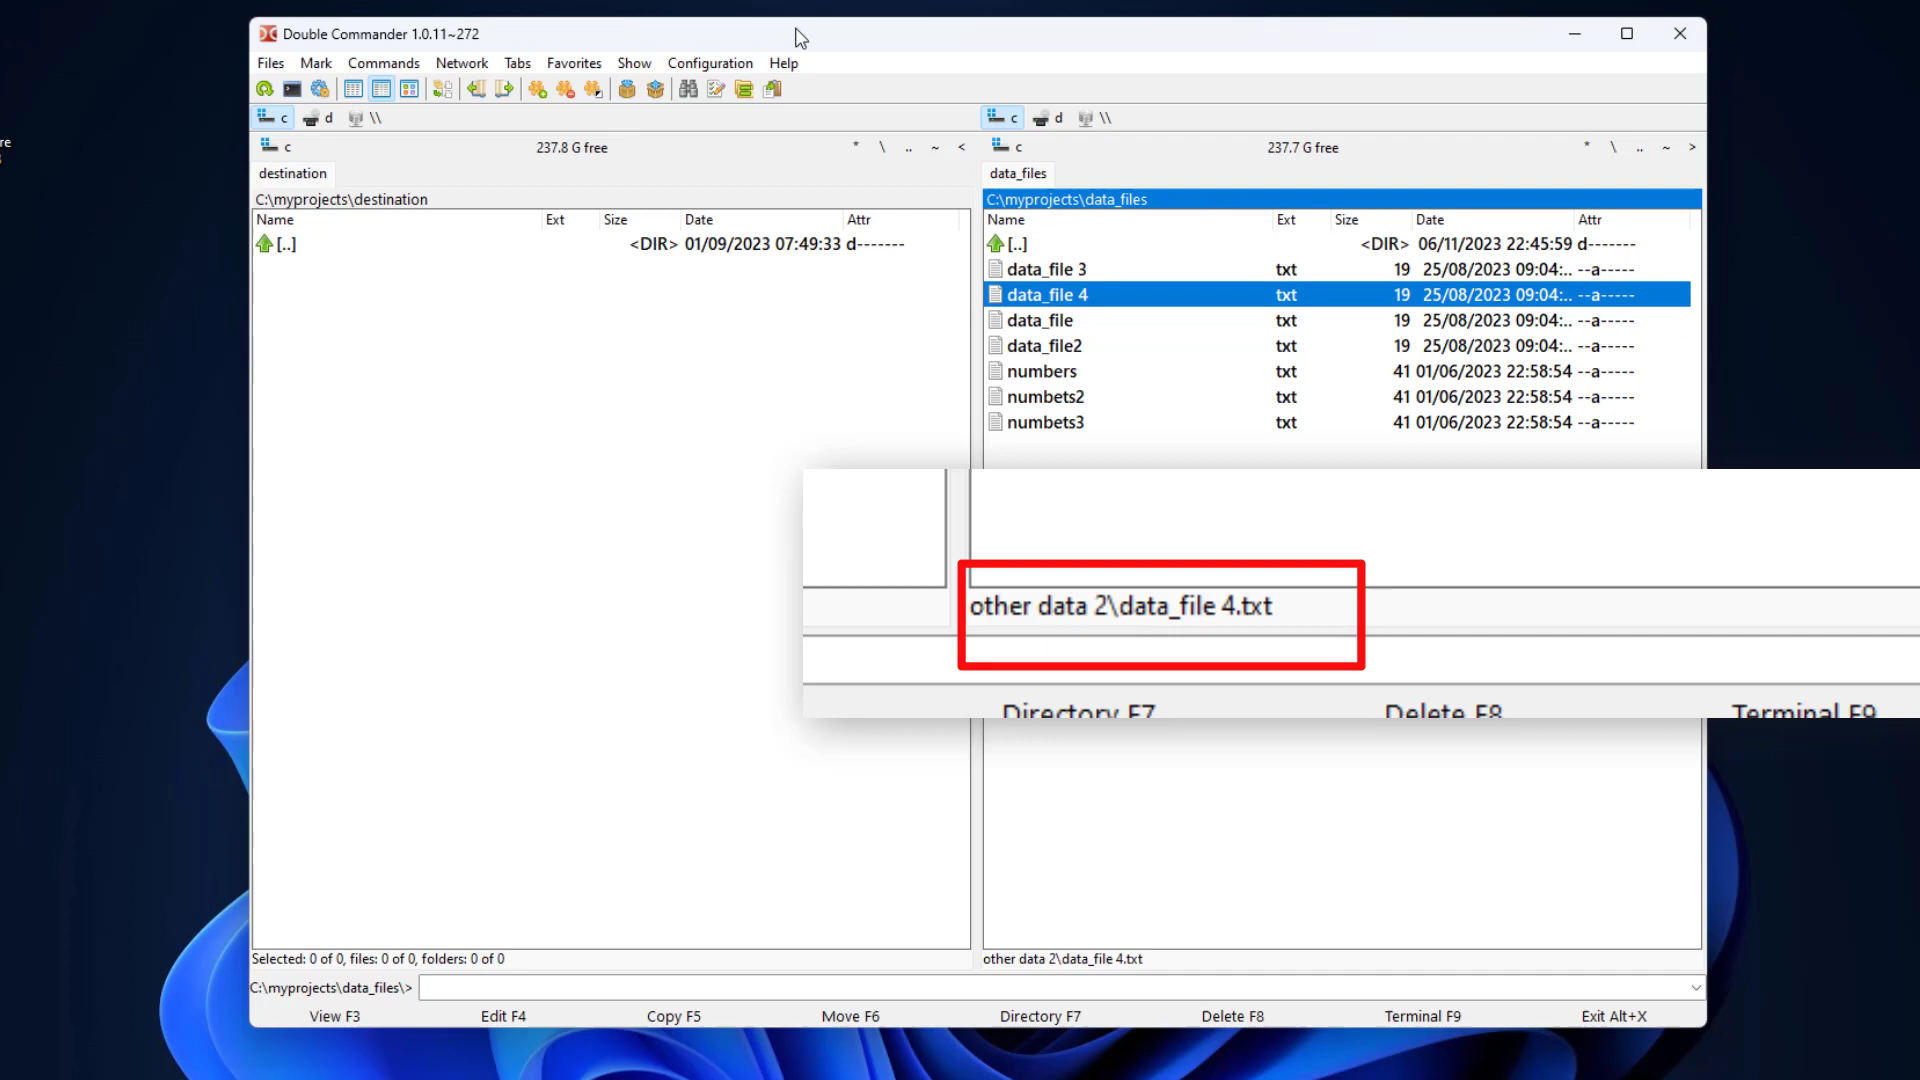 Double Commander 1.0.11~272
Files Mark Commands Network Tabs Favorites Show Configuration Help
re
c d \\
c d \\
c 237.8 G free * \ .. ~ <
c 237.7 G free * \ .. ~ >
destination
data_files
C:\myprojects\destination
C:\myprojects\data_files
Name Ext Size Date Attr
[..] <DIR> 01/09/2023 07:49:33 d-------
Name Ext Size Date Attr
[..] <DIR> 06/11/2023 22:45:59 d-------
data_file 3 txt 19 25/08/2023 09:04:.. --a-----
data_file 4 txt 19 25/08/2023 09:04:.. --a-----
data_file txt 19 25/08/2023 09:04:.. --a-----
data_file2 txt 19 25/08/2023 09:04:.. --a-----
numbers txt 41 01/06/2023 22:58:54 --a-----
numbets2 txt 41 01/06/2023 22:58:54 --a-----
numbets3 txt 41 01/06/2023 22:58:54 --a-----
other data 2\data_file 4.txt
Directory F7 Delete F8 Terminal F9
Selected: 0 of 0, files: 0 of 0, folders: 0 of 0
other data 2\data_file 4.txt
C:\myprojects\data_files\>
View F3 Edit F4 Copy F5 Move F6 Directory F7 Delete F8 Terminal F9 Exit Alt+X